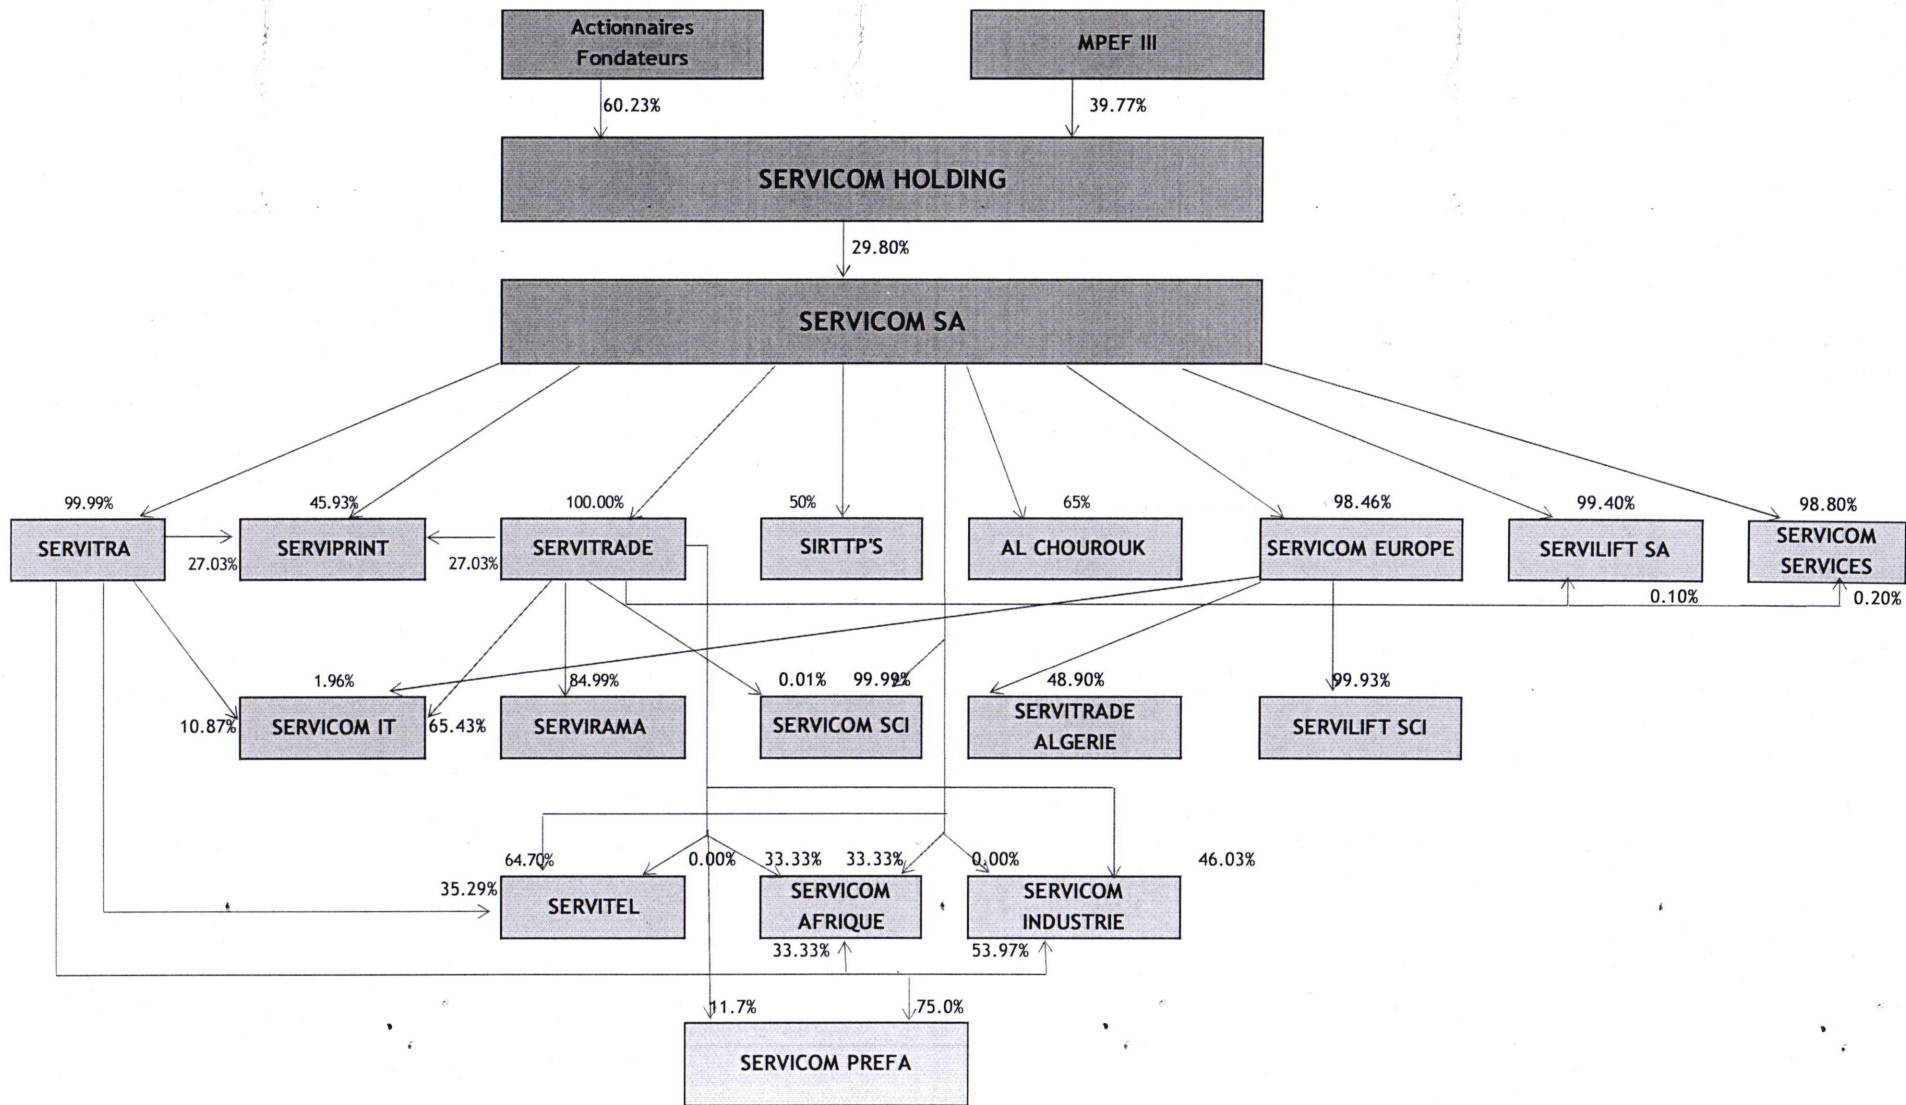 Actionnaires
Fondateurs
MPEF III
60.23%
39.77%
SERVICOM HOLDING
29.80%
SERVICOM SA
99.99%
45.93%
100.00%
50%
65%
98.46%
99.40%
98.80%
SERVITRA
SERVIPRINT
SERVITRADE
SIRTTP'S
AL CHOUROUK
SERVICOM EUROPE
SERVILIFT SA
SERVICOM
SERVICES
27.03%
27.03%
0.10%
0.20%
1.96%
84.99%
0.01%
99.99%
48.90%
99.93%
10.87%
SERVICOM IT
65.43%
SERVIRAMA
SERVICOM SCI
SERVITRADE
ALGERIE
SERVILIFT SCI
64.70%
0.00%
33.33%
33.33%
0.00%
46.03%
35.29%
SERVITEL
SERVICOM
AFRIQUE
SERVICOM
INDUSTRIE
33.33%
53.97%
11.7%
75.0%
SERVICOM PREFA